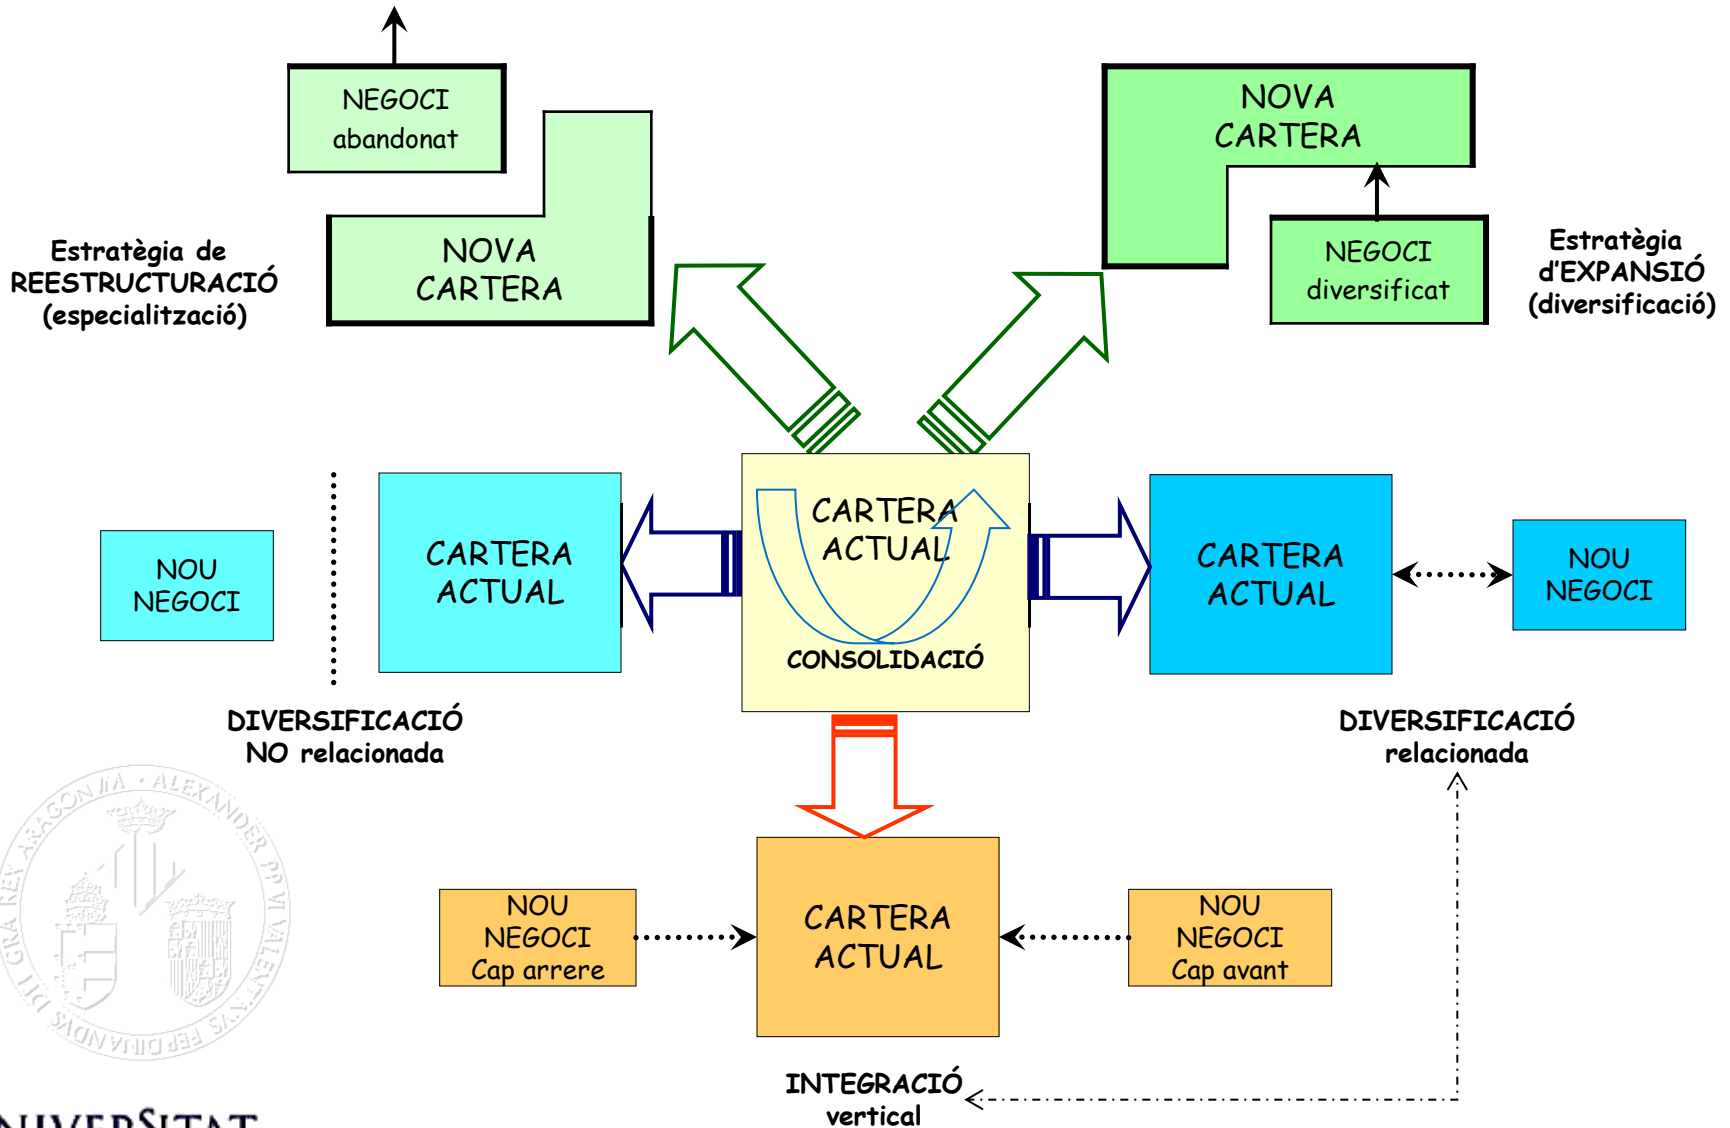 NEGOCI
abandonat
NOVA
CARTERA
Estratègia de
REESTRUCTURACIÓ
(especialització)
NOVA
CARTERA
NEGOCI
diversificat
Estratègia
d'EXPANSIÓ
(diversificació)
NOU
NEGOCI
CARTERA
ACTUAL
CARTERA
ACTUAL
CONSOLIDACIÓ
CARTERA
ACTUAL
NOU
NEGOCI
DIVERSIFICACIÓ
NO relacionada
DIVERSIFICACIÓ
relacionada
NOU
NEGOCI
Cap arrere
CARTERA
ACTUAL
NOU
NEGOCI
Cap avant
INTEGRACIÓ
vertical